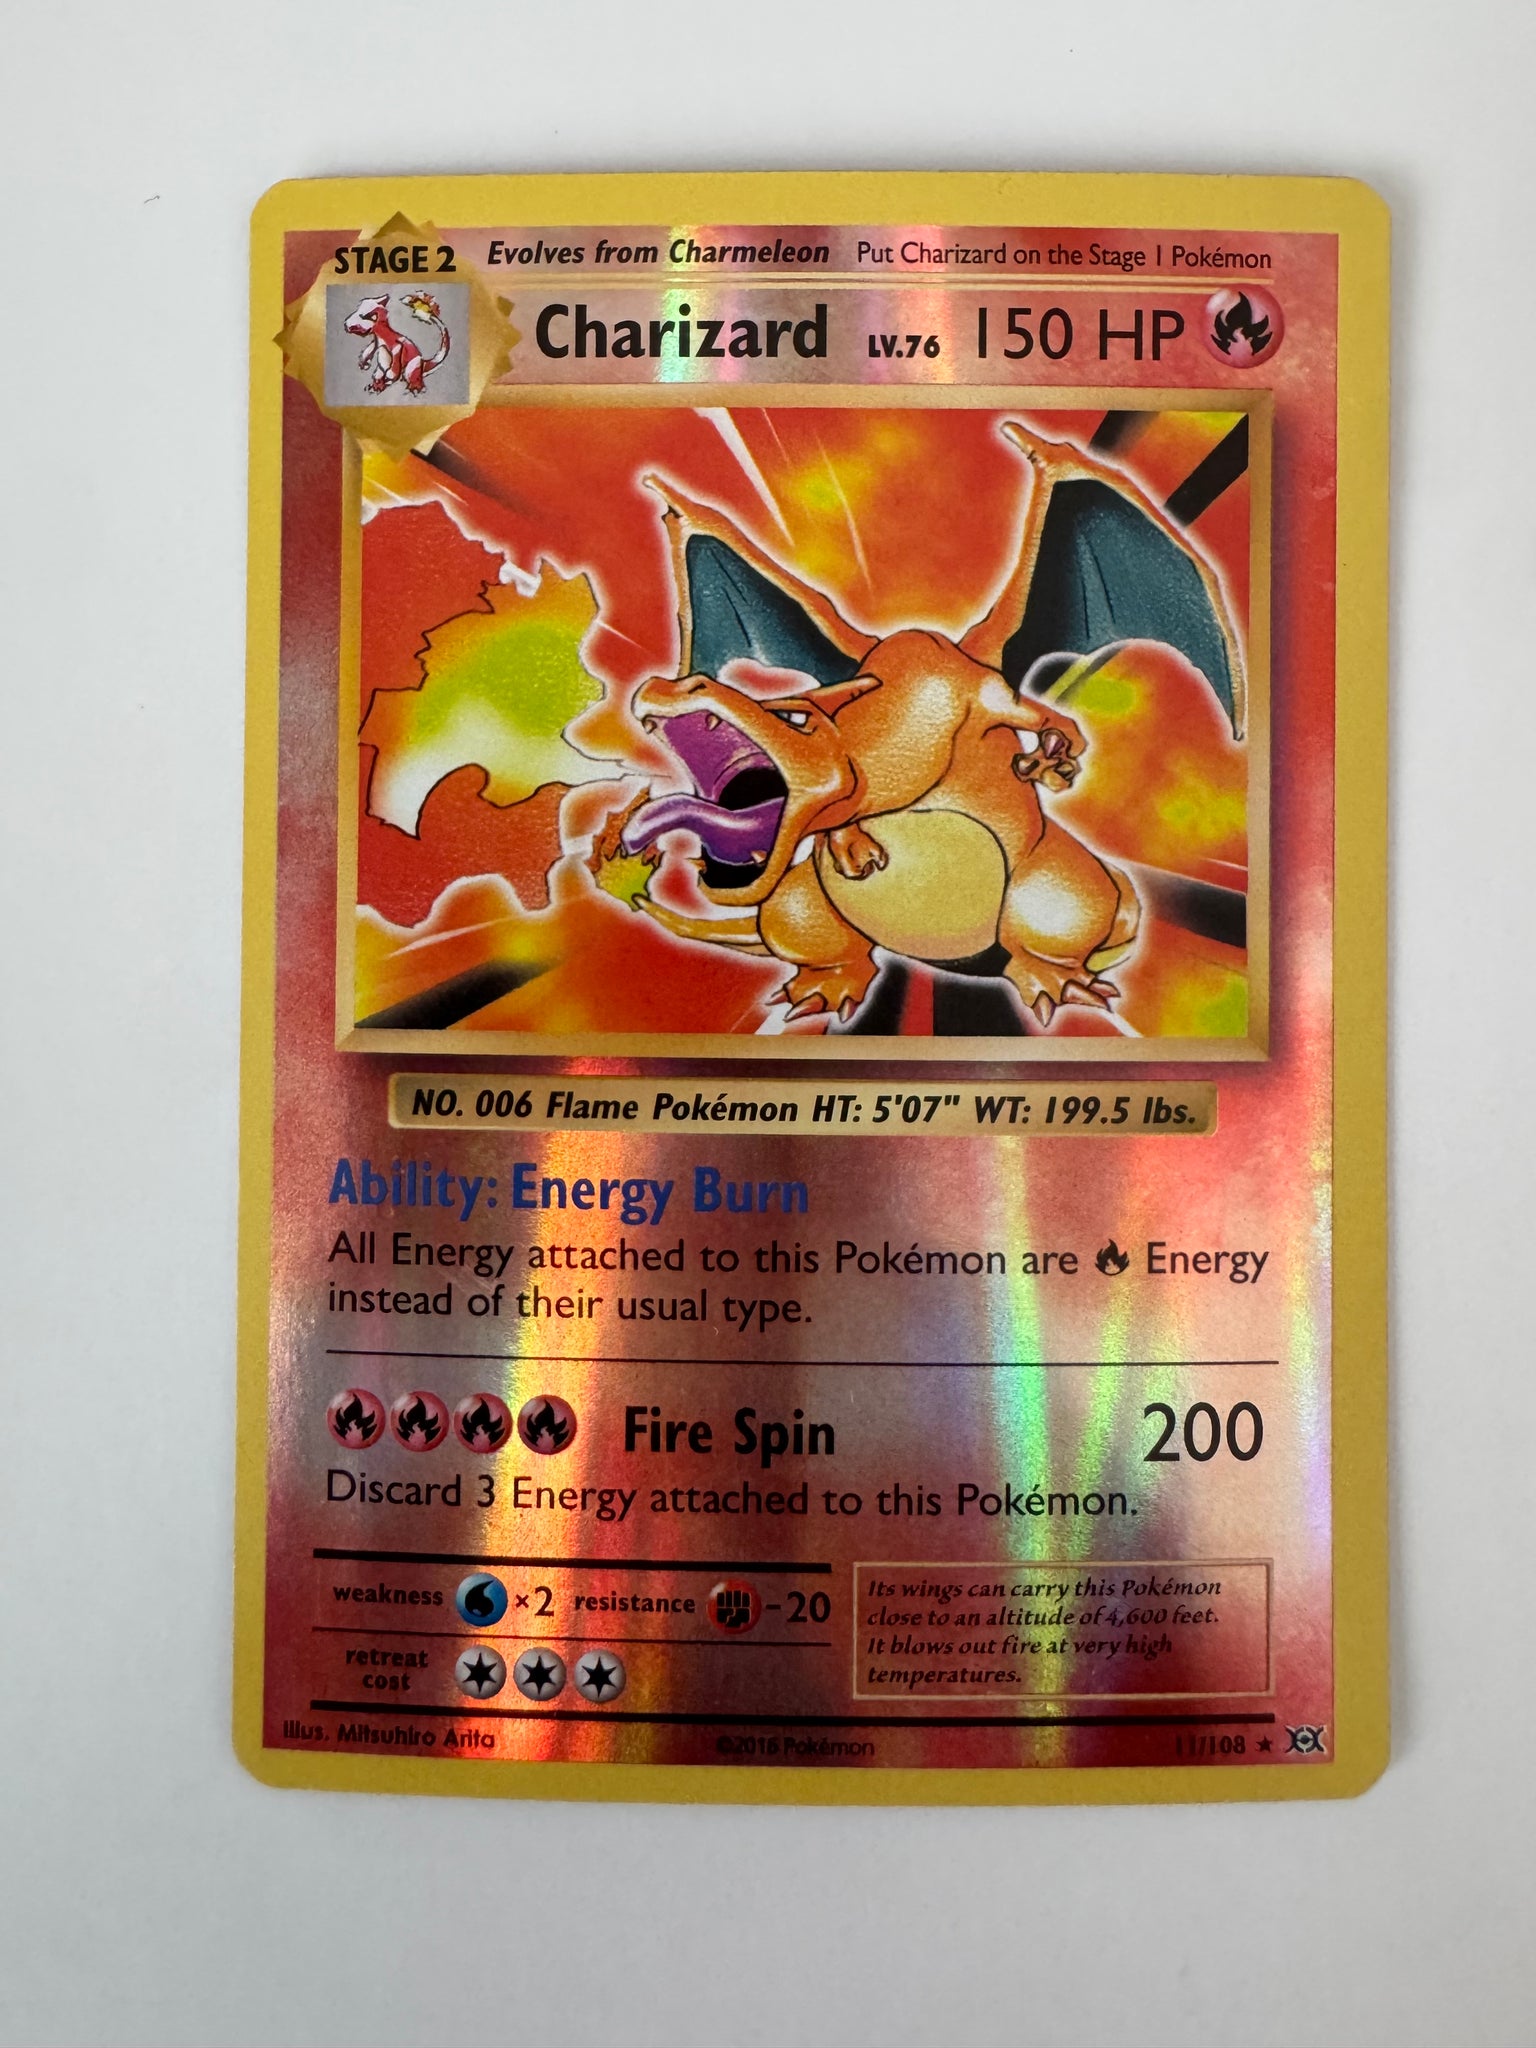 STAGE 2 Evolves from Charmeleon Put Charizard on the Stage 1 Pokémon
Charizard LV.76 150 HP
NO. 006 Flame Pokémon HT: 5'07" WT: 199.5 lbs.
Ability: Energy Burn
All Energy attached to this Pokémon are Energy
instead of their usual type.
Fire Spin 200
Discard 3 Energy attached to this Pokémon.
weakness ×2 resistance -20
retreat
cost
Its wings can carry this Pokémon
close to an altitude of 4,600 feet.
It blows out fire at very high
temperatures.
Illus. Mitsuhiro Arita ©2016 Pokémon 11/108 ★